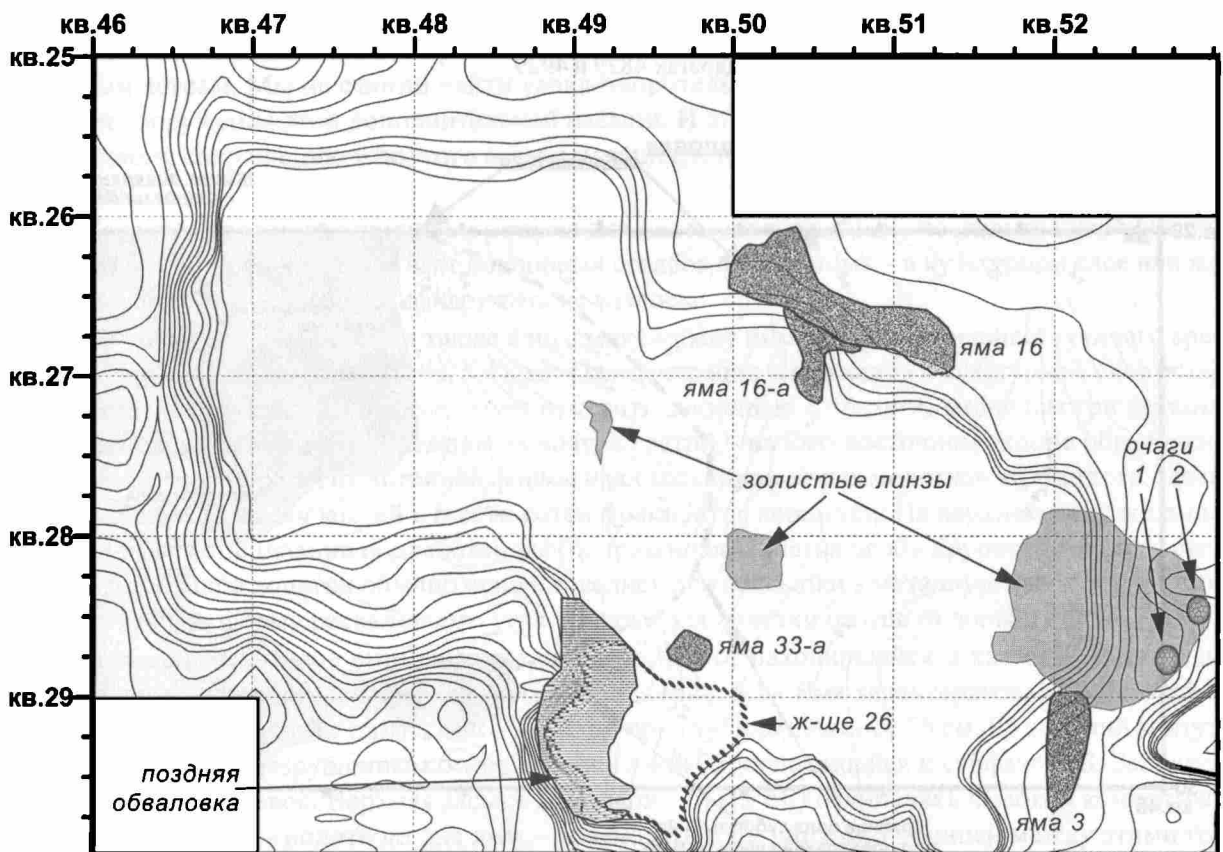 кв.46 кв.47 кв.48 кв.49 кв.50 кв.51 кв.52
кв.25
кв.26
яма 16
кв.27
яма 16-а
очаги
1 2
золистые линзы
кв.28
яма 33-а
кв.29
ж-ще 26
поздняя
обваловка
яма 3